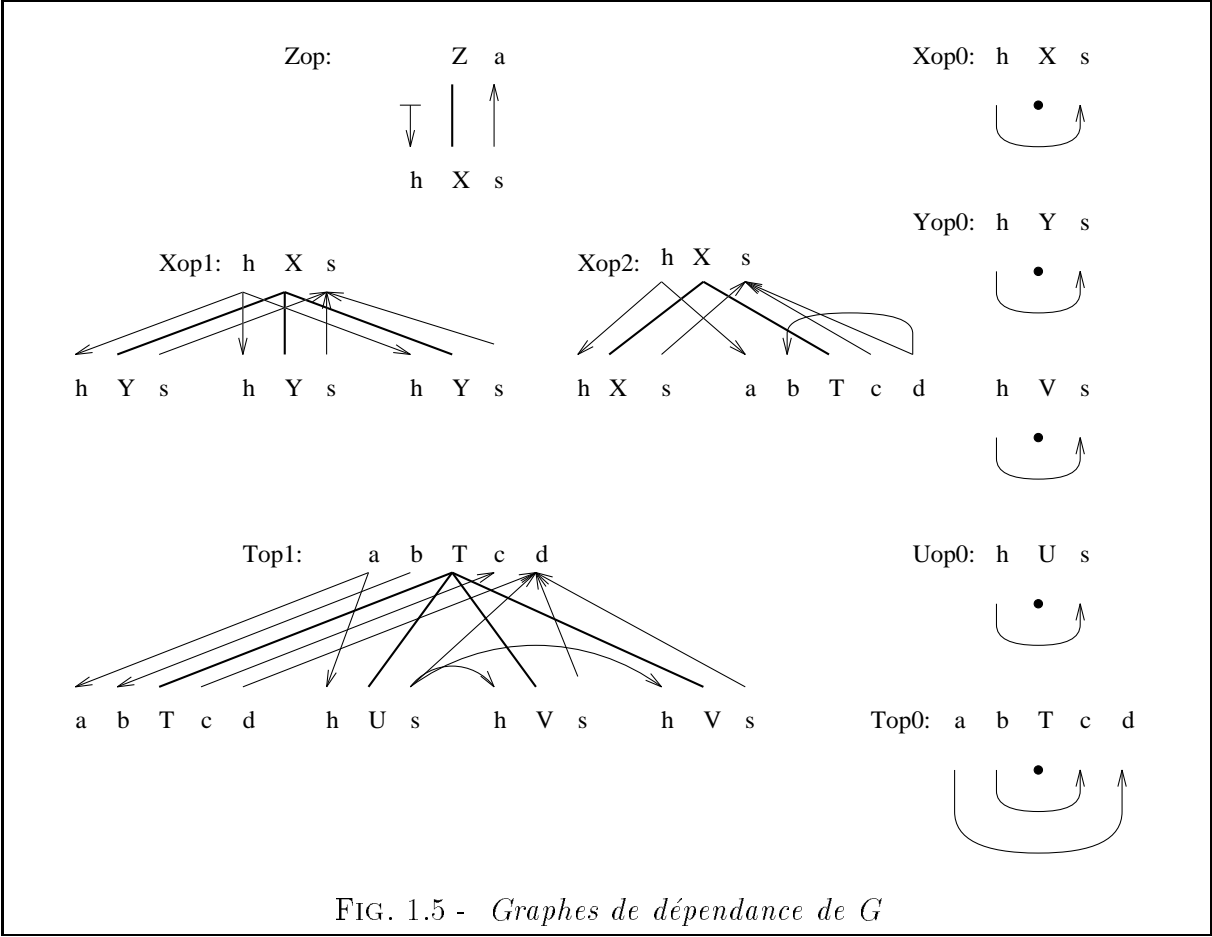 Zop: Z a
h X s
Xop0: h X s
Yop0: h Y s
Xop1: h X s
h Y s h Y s h Y s
Xop2: h X s
h X s a b T c d
h V s
Top1: a b T c d
a b T c d h U s h V s h V s
Uop0: h U s
Top0: a b T c d
FIG. 1.5 - Graphes de dépendance de G